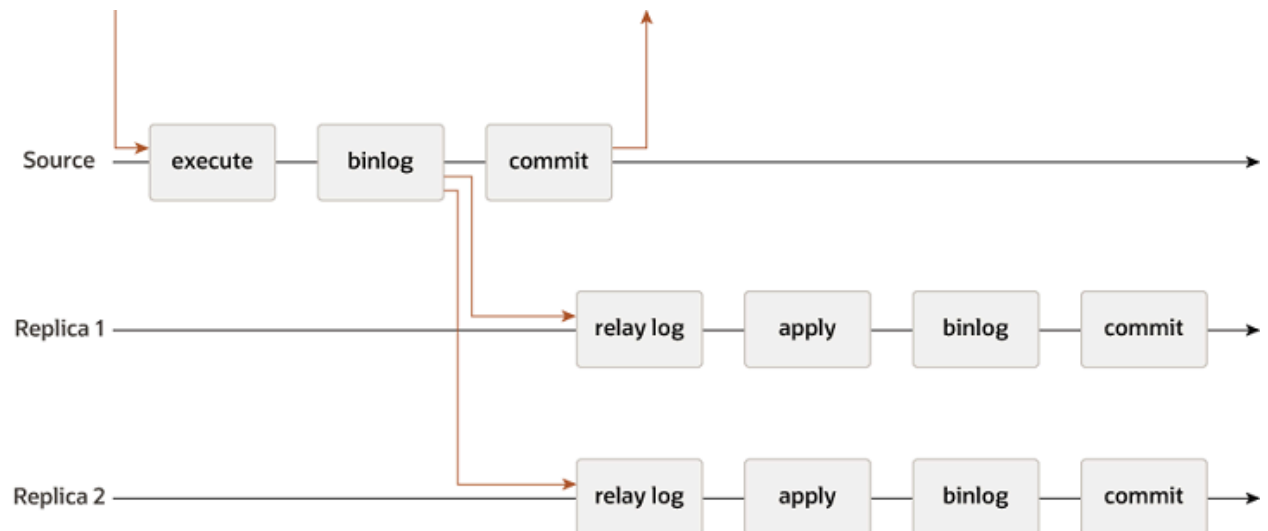 Source execute binlog commit
Replica 1 relay log apply binlog commit
Replica 2 relay log apply binlog commit